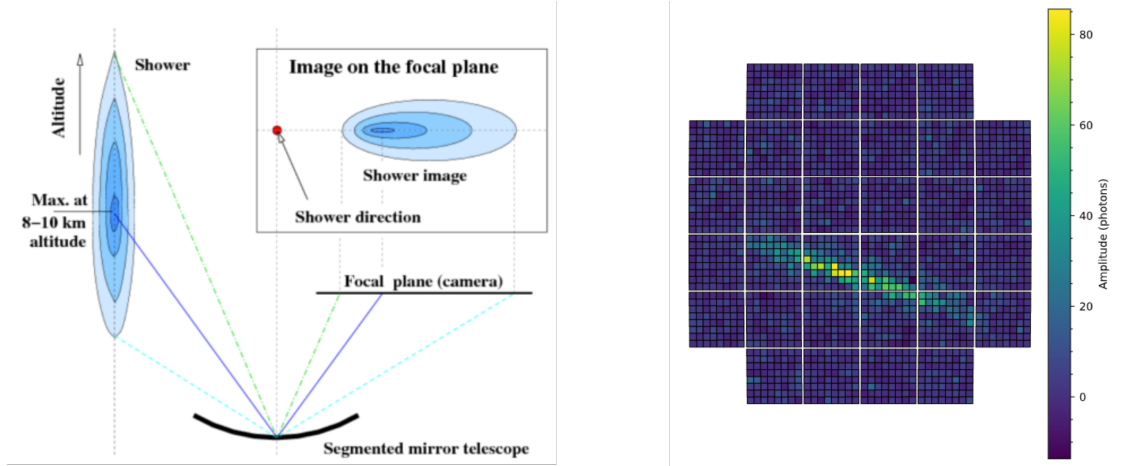 Altitude
Shower
Max. at
8–10 km
altitude
Image on the focal plane
Shower image
Shower direction
Focal plane (camera)
Segmented mirror telescope
80
60
40
20
0
Amplitude (photons)